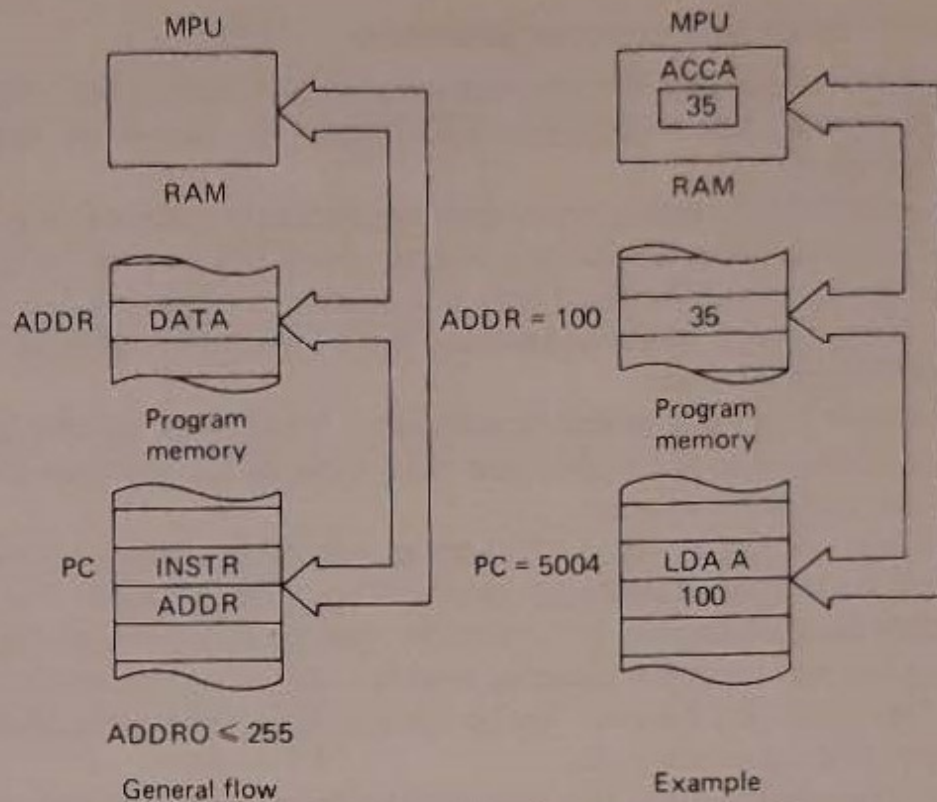 MPU
RAM
ADDR
DATA
Program
memory
PC
INSTR
ADDR
ADDRO ≤ 255
General flow
MPU
ACCA
35
RAM
ADDR = 100
35
Program
memory
PC = 5004
LDA A
100
Example